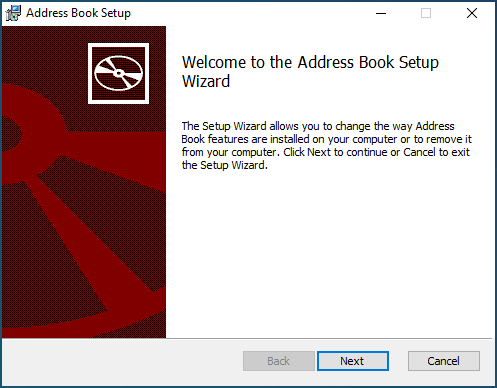 Address Book Setup
Welcome to the Address Book Setup
Wizard
The Setup Wizard allows you to change the way Address
Book features are installed on your computer or to remove it
from your computer. Click Next to continue or Cancel to exit
the Setup Wizard.
Back Next Cancel